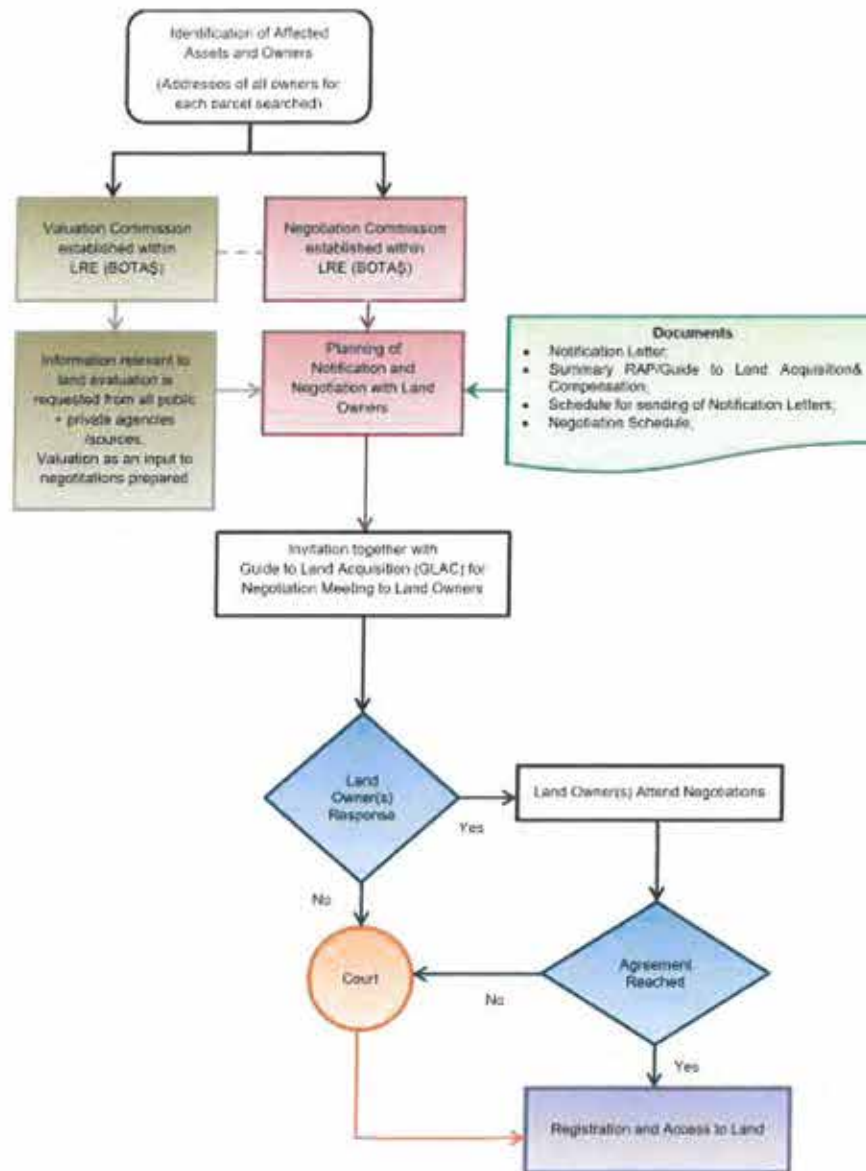 Identification of Affected
Assets and Owners
(Addresses of all owners for
each parcel searched)
Valuation Commission
established within
LRE (BOTAŞ)
Negotiation Commission
established within
LRE (BOTAŞ)
Information relevant to
land evaluation is
requested from all public
+ private agencies
/sources.
Valuation as an input to
negotitations prepared
Planning of
Notification and
Negotiation with Land
Owners
Documents
• Notification Letter;
• Summary RAP/Guide to Land Acquisition&
Compensation;
• Schedule for sending of Notification Letters;
• Negotiation Schedule;
Invitation together with
Guide to Land Acquisition (GLAC) for
Negotiation Meeting to Land Owners
Land
Owner(s)
Response
Yes
Land Owner(s) Attend Negotiations
No
Court
Agreement
Reached
No
Yes
Registration and Access to Land